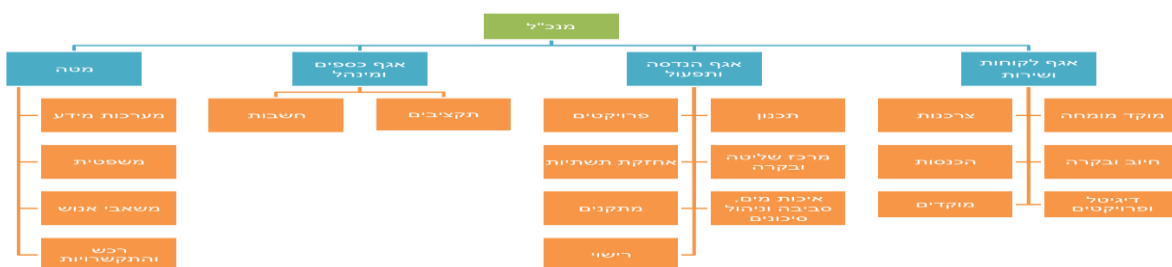 מנכ"ל
אגף לקוחות
ושירות
אגף הנדסה
ותפעול
אגף כספים
ומינהל
מטה
מוקד מומחה
צרכנות
חיוב ובקרה
הכנסות
דיגיטל
ופרויקטים
מוקדים
תכנון
פרויקטים
מרכז שליטה
ובקרה
אחזקת תשתיות
איכות מים,
סביבה וניהול
סיכונים
מתקנים
רישוי
תקציבים
חשבות
מערכות מידע
משפטית
משאבי אנוש
רכש
והתקשרויות